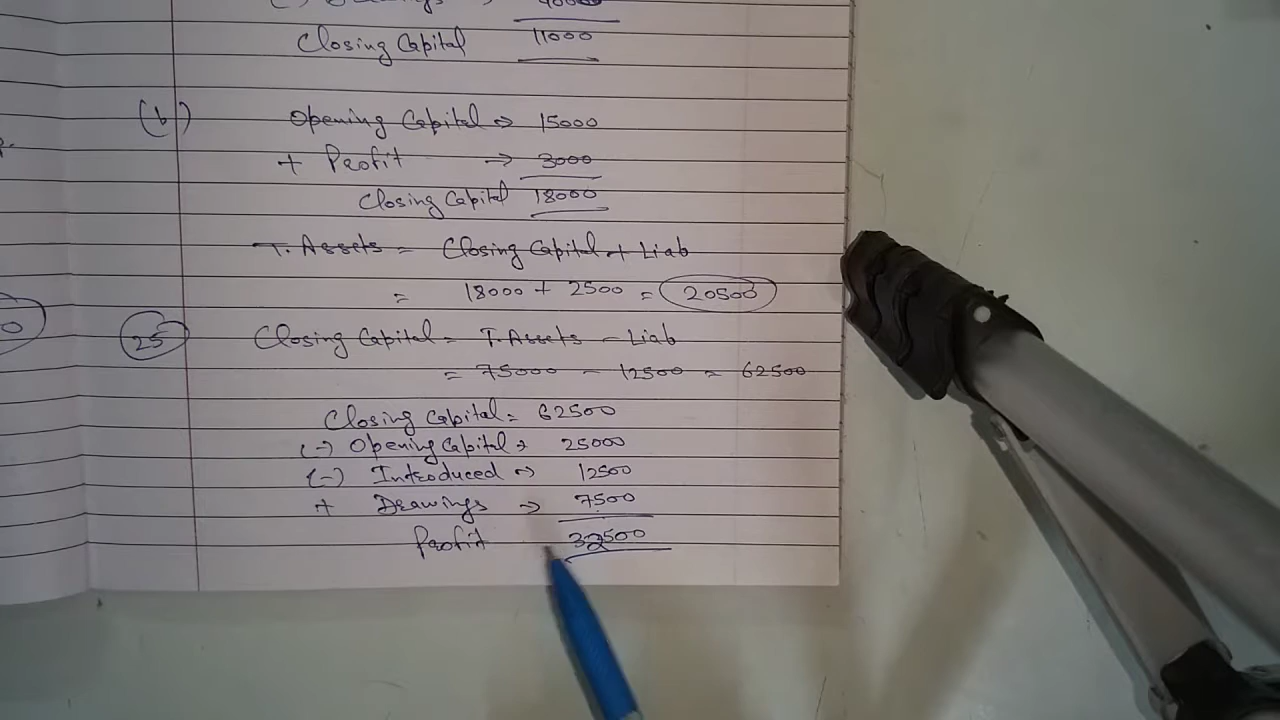 40000
Closing Capital 11000
(b) Opening Capital → 15000
+ Profit → 3000
Closing Capital 18000
T. Assets = Closing Capital + Liab
= 18000 + 2500 = 20500
25 Closing Capital = T. Assets - Liab
= 75000 - 12500 = 62500
Closing Capital = 62500
(-) Opening Capital → 25000
(-) Introduced → 12500
+ Drawings → 7500
Profit 32500